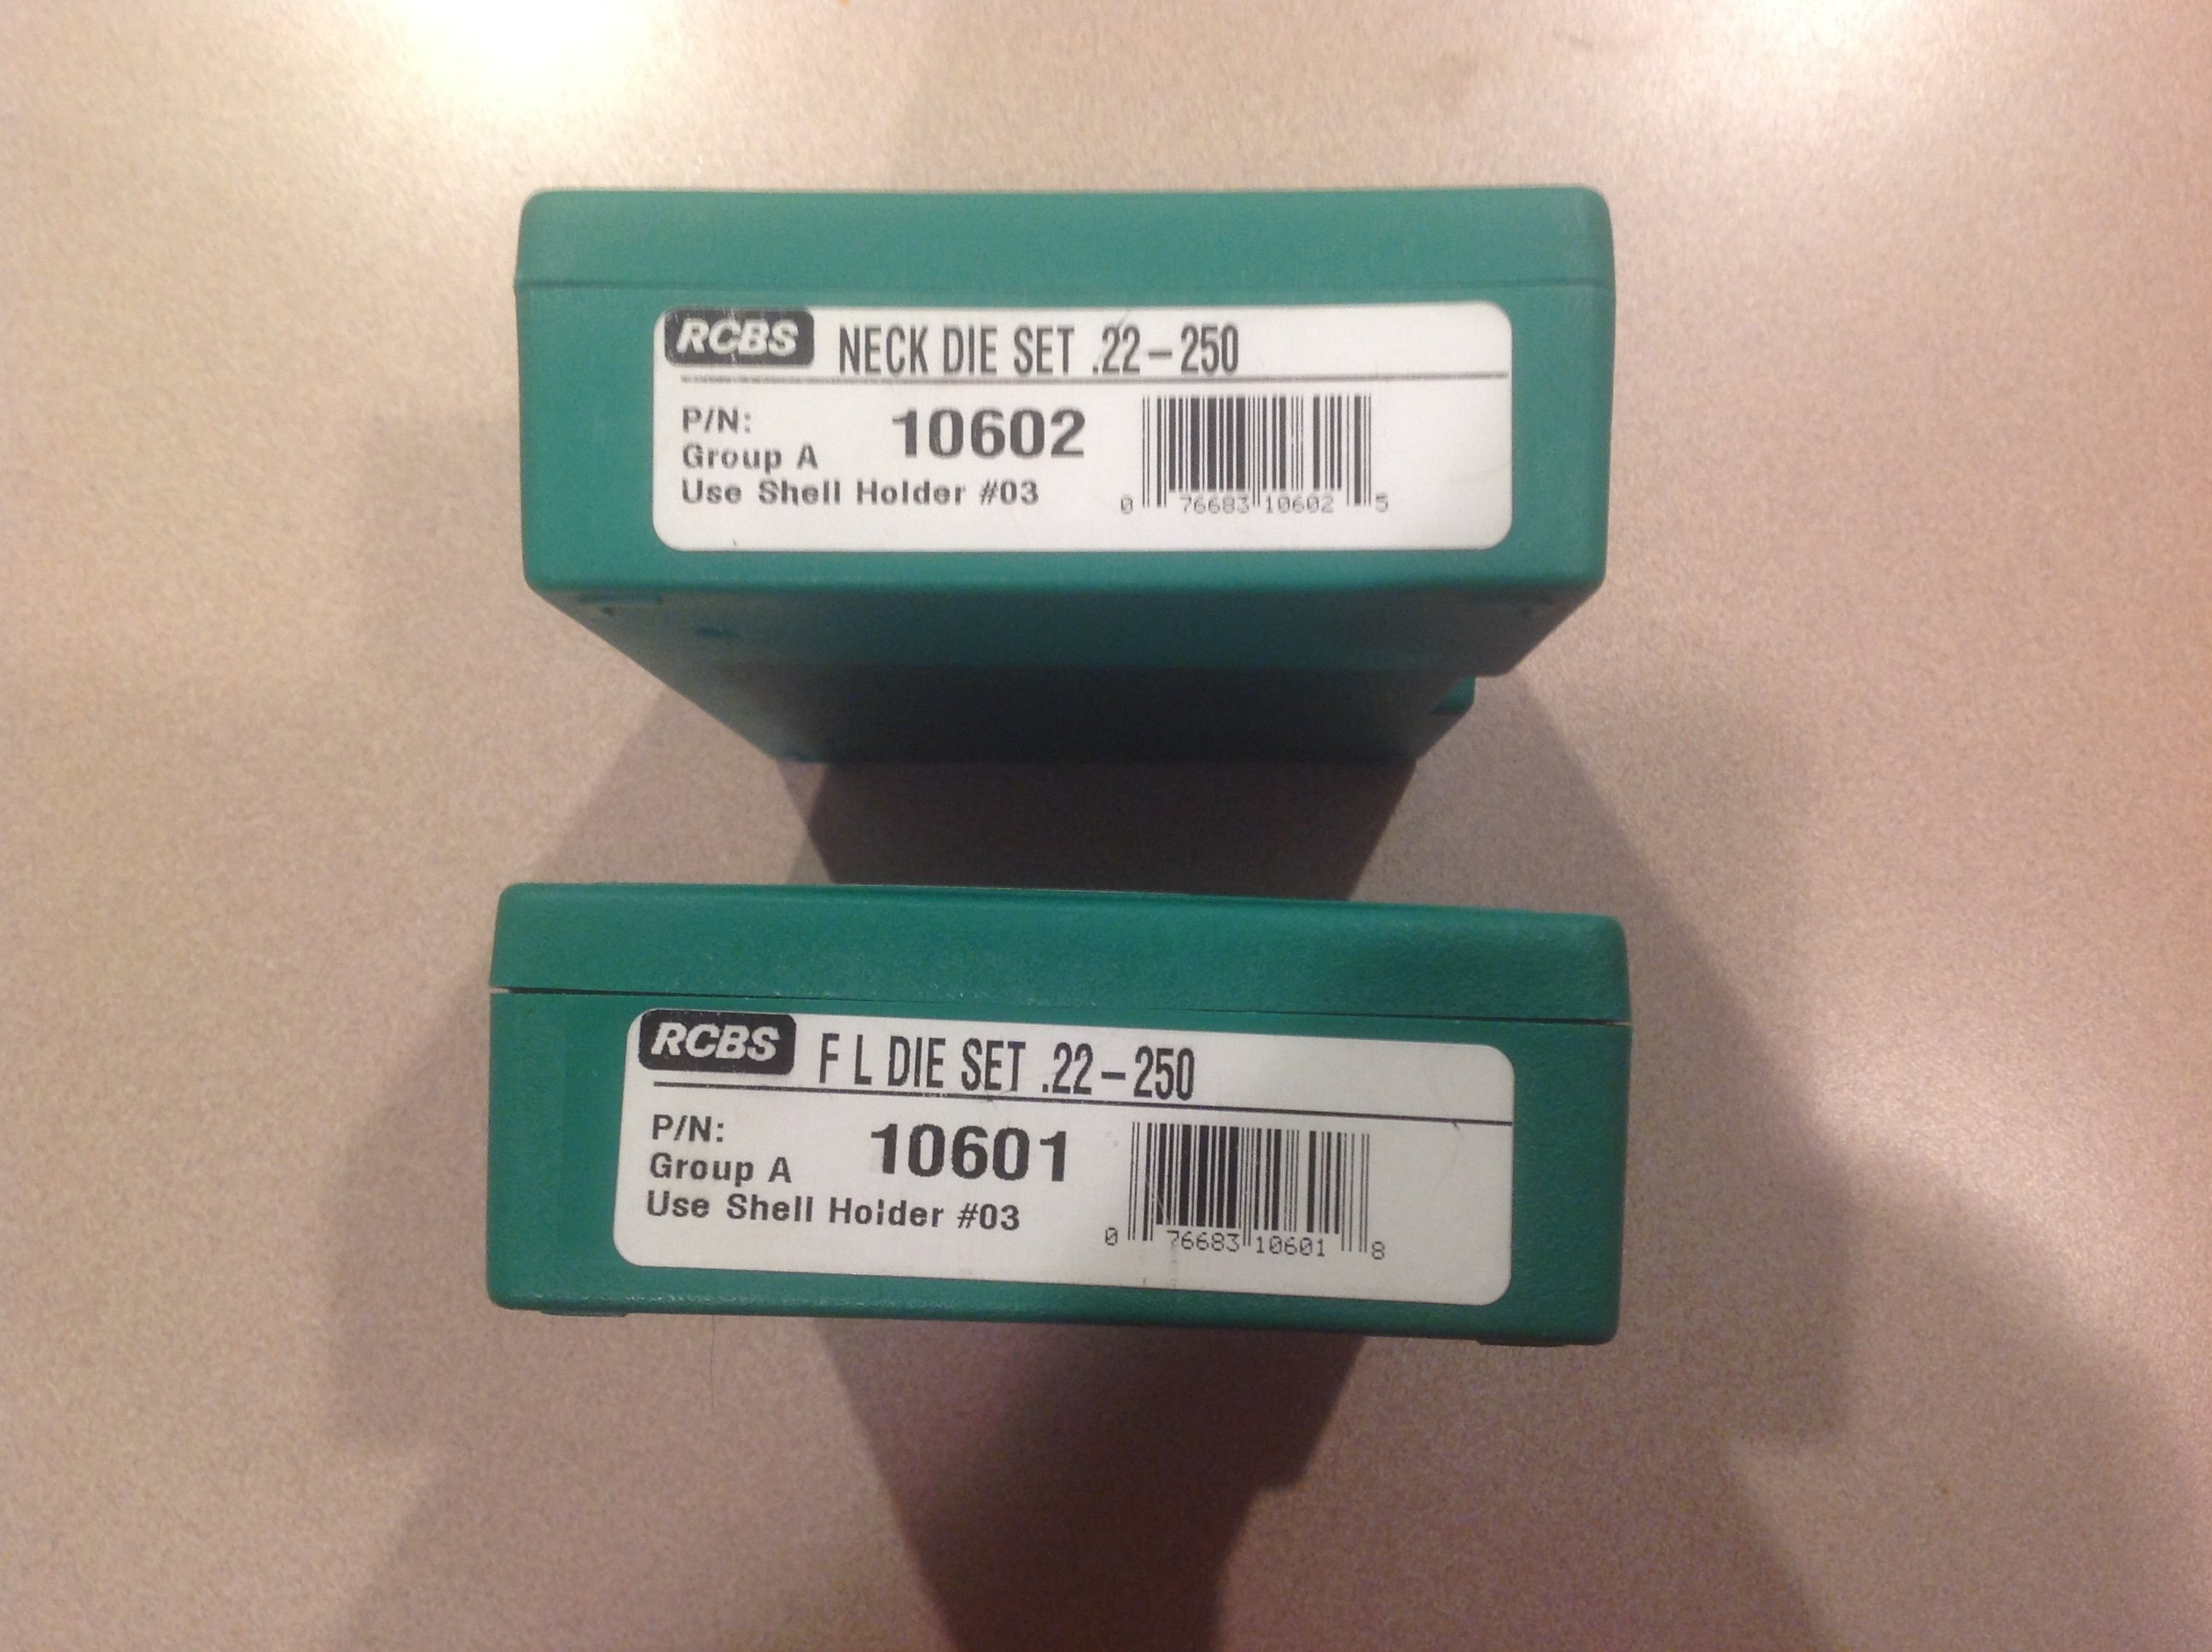 RCBS NECK DIE SET .22-250
P/N: 10602
Group A
Use Shell Holder #03
0 76683 10602 5
RCBS F L DIE SET .22-250
P/N: 10601
Group A
Use Shell Holder #03
0 76683 10601 8